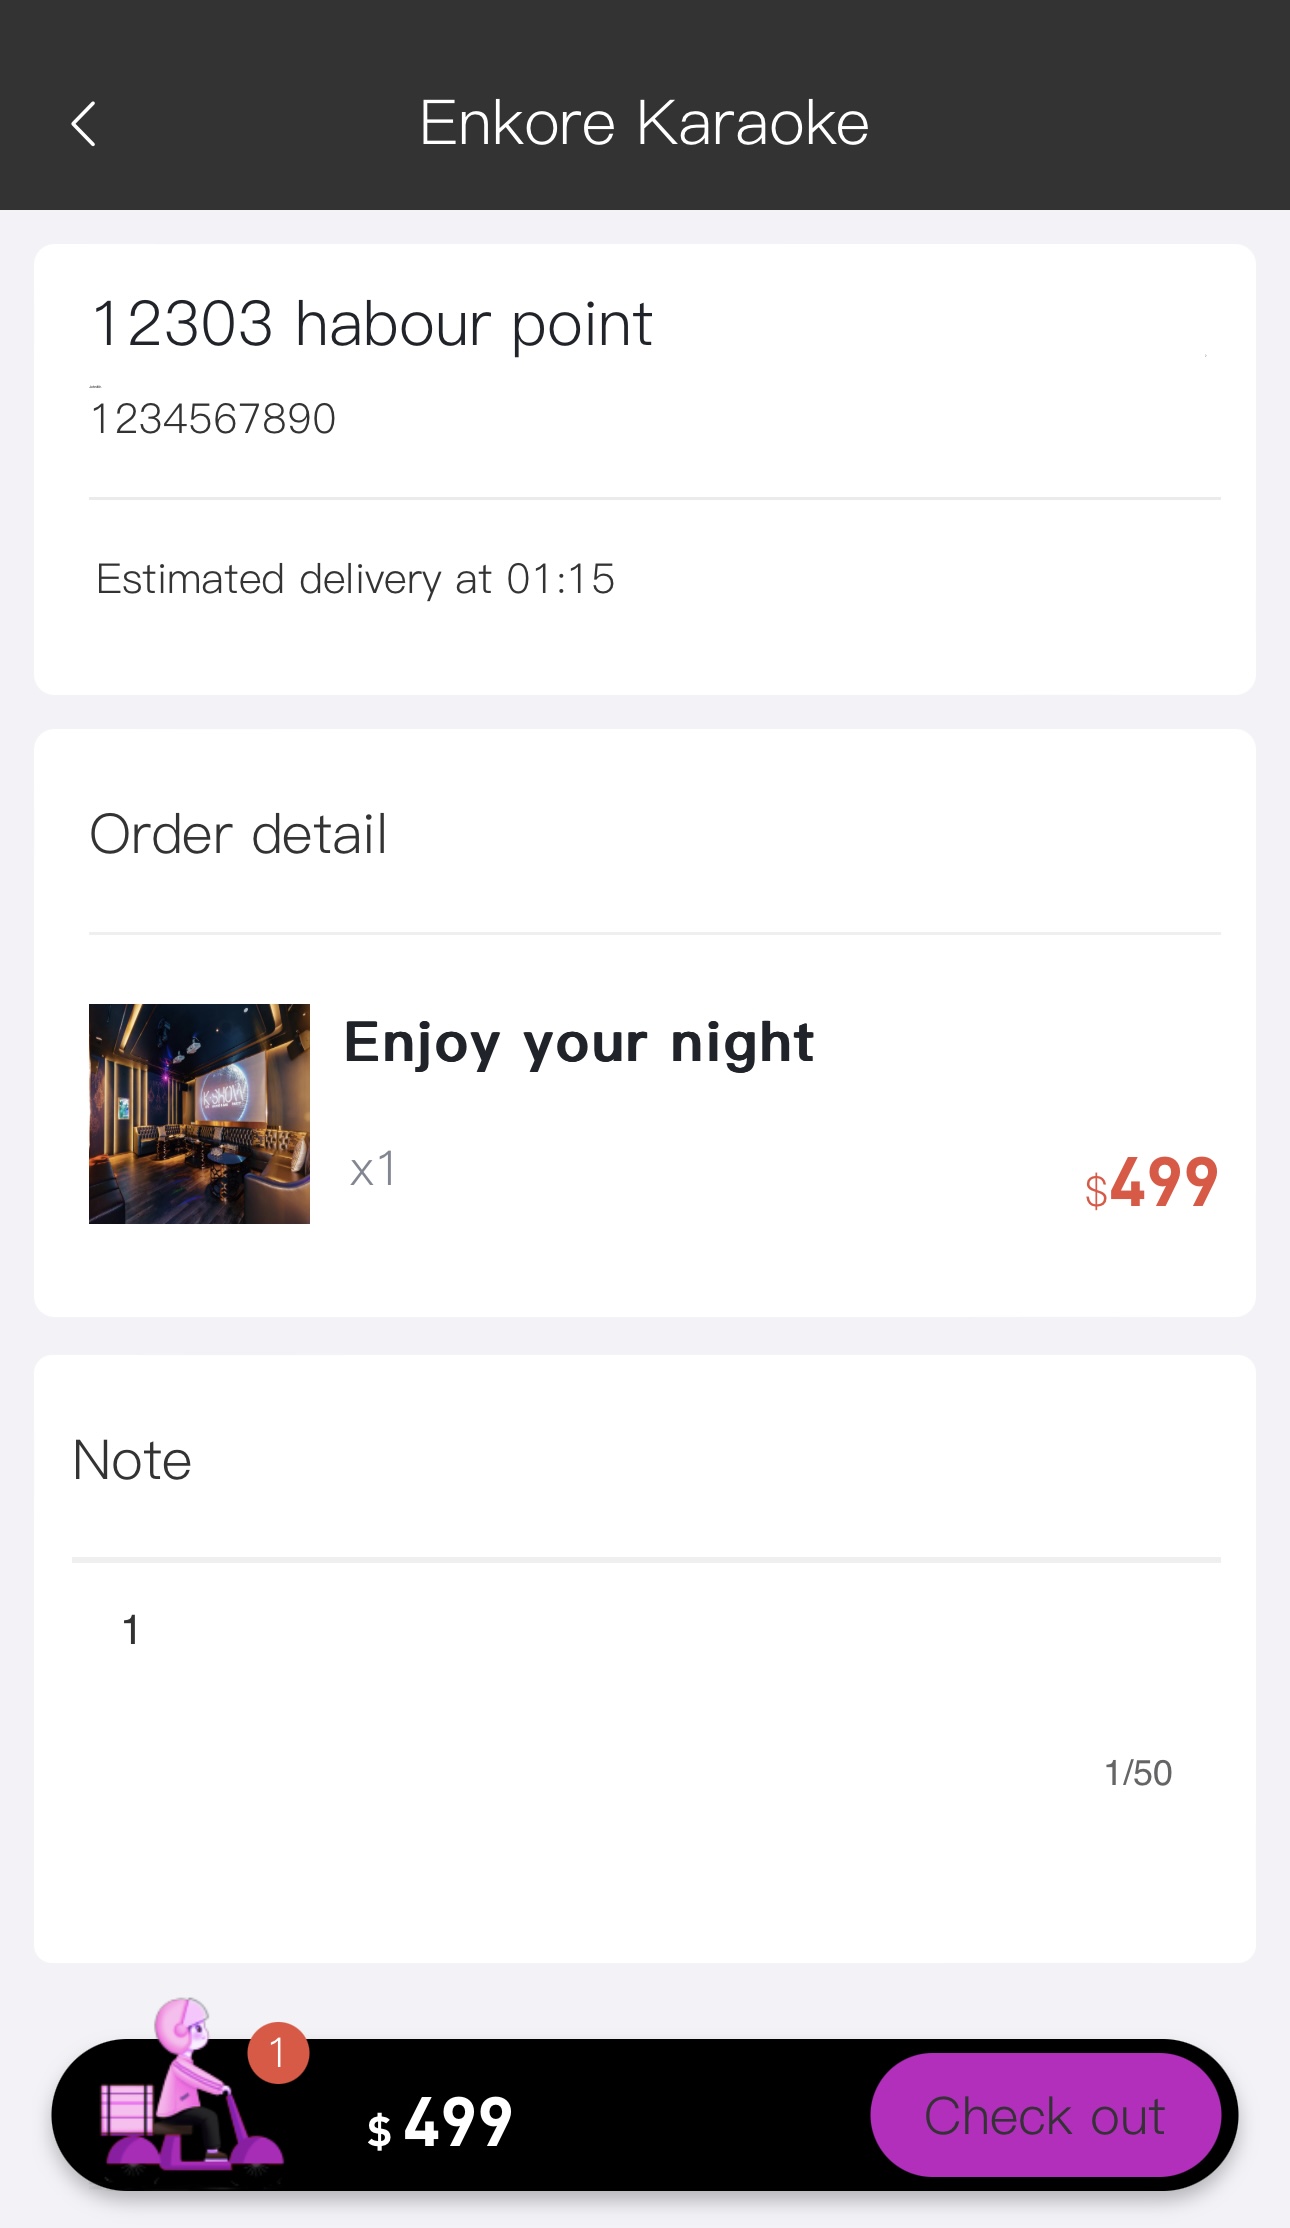 Enkore Karaoke
12303 habour point
1234567890
Estimated delivery at 01:15
Order detail
Enjoy your night
K-SHOW
x1
$499
Note
1
1/50
1
$ 499
Check out